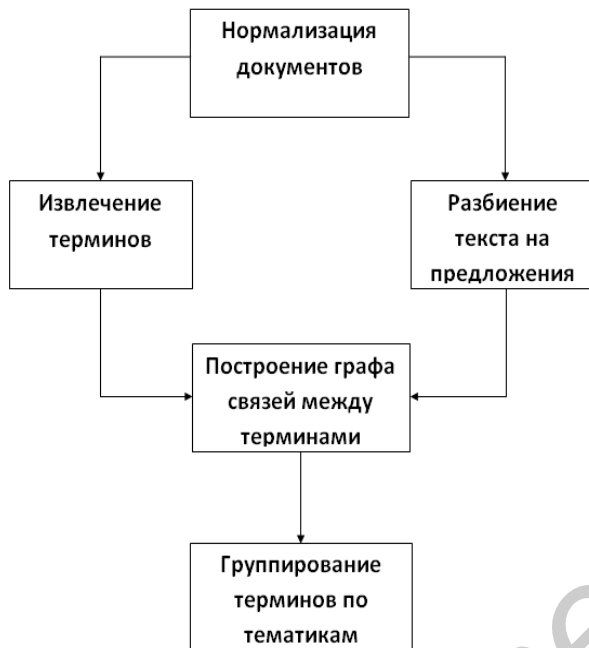 Нормализация
документов
Извлечение
терминов
Разбиение
текста на
предложения
Построение графа
связей между
терминами
Группирование
терминов по
тематикам